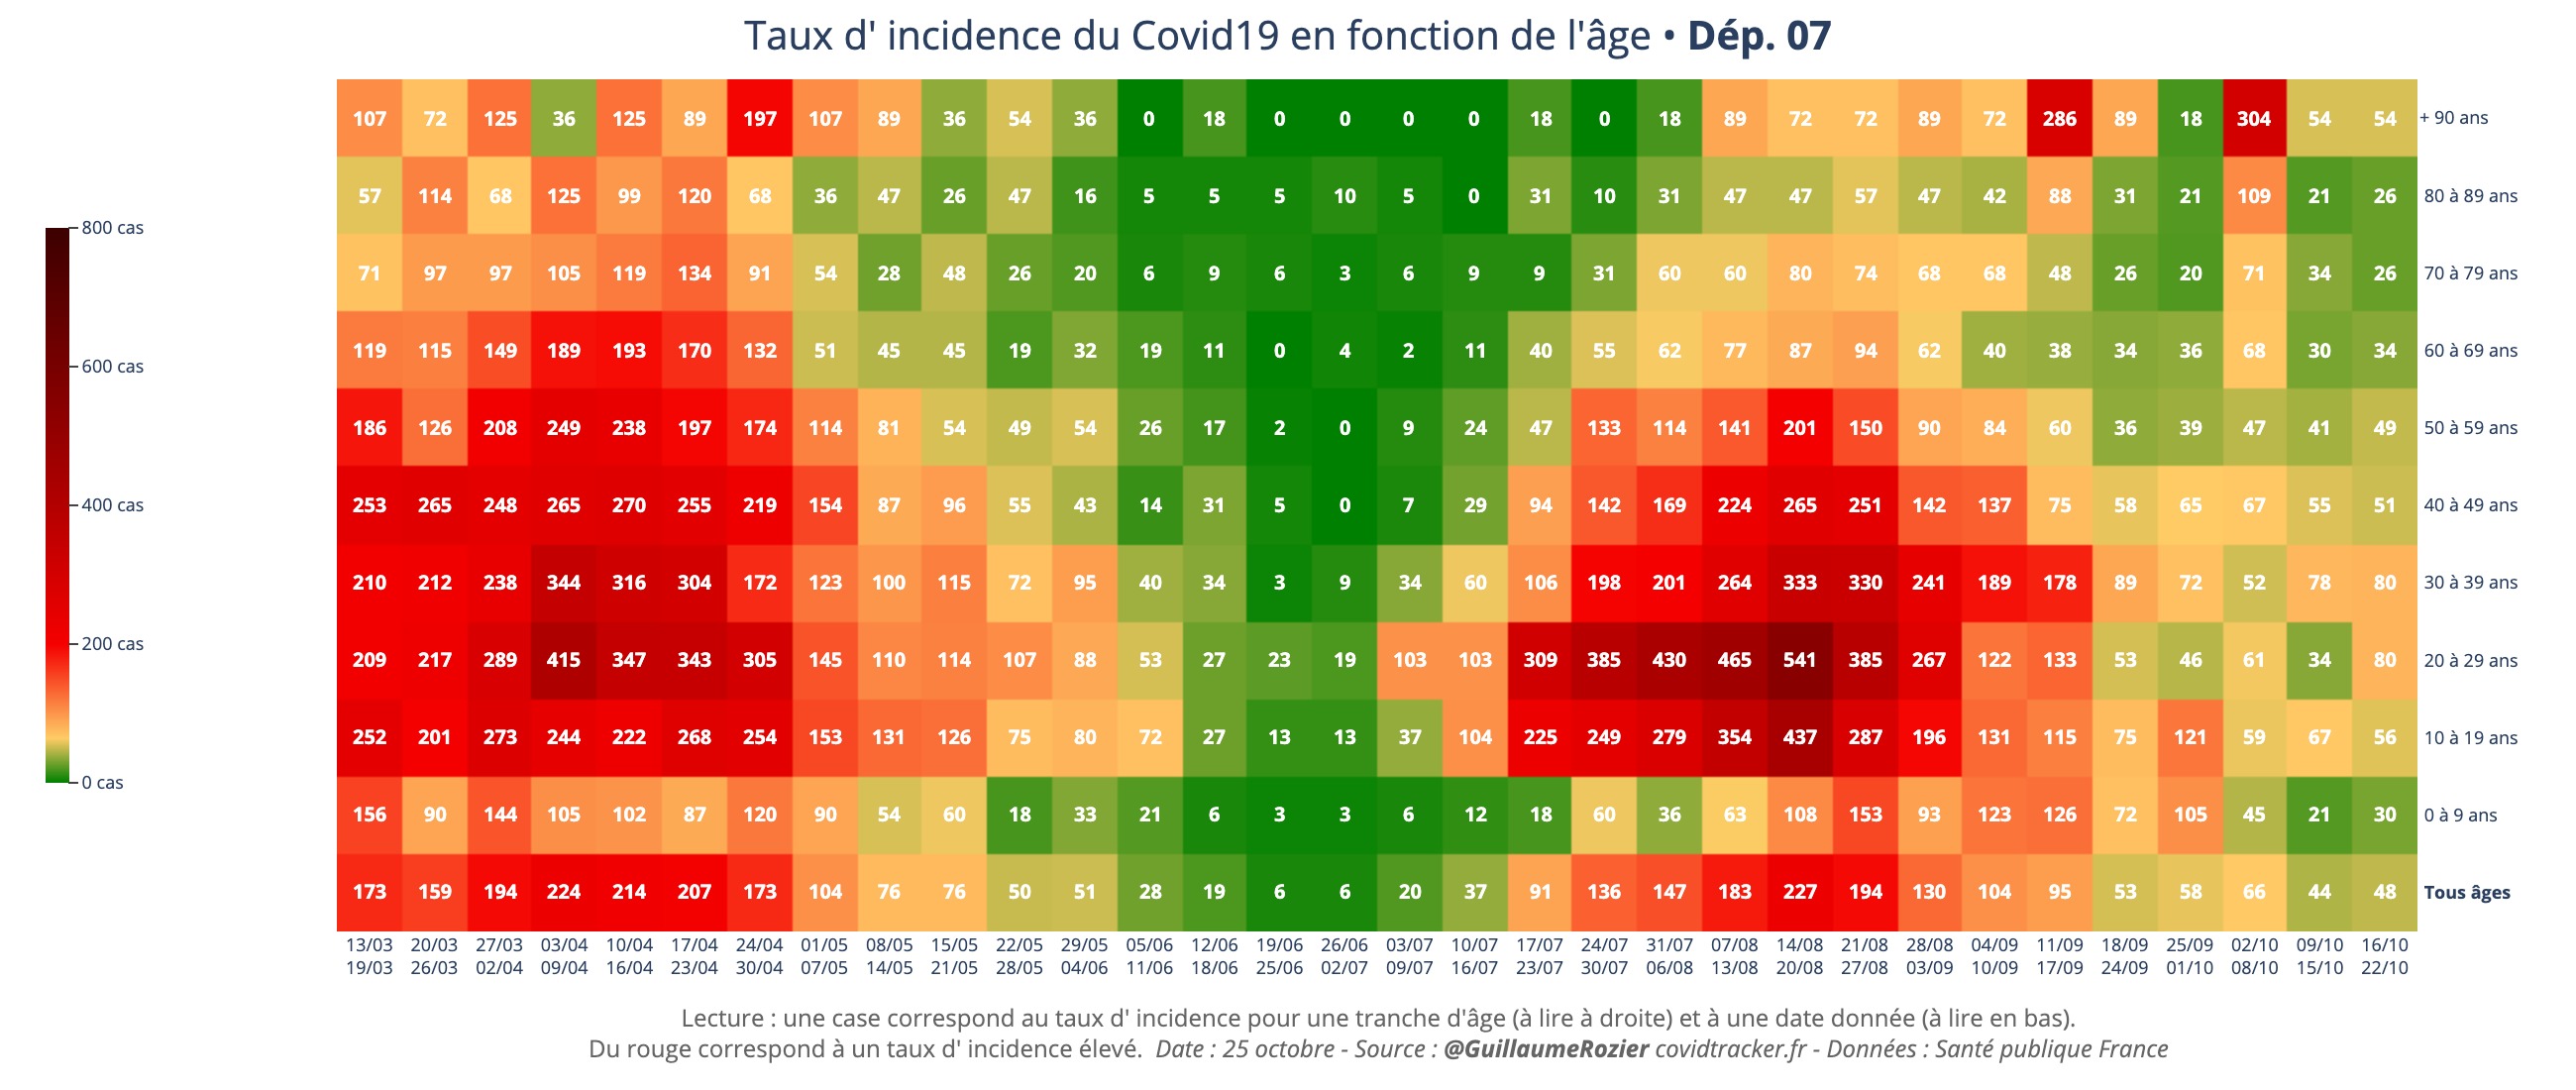 Taux d' incidence du Covid19 en fonction de l'âge • Dép. 07
800 cas
600 cas
400 cas
200 cas
0 cas
107 72 125 36 125 89 197 107 89 36 54 36 0 18 0 0 0 0 18 0 18 89 72 72 89 72 286 89 18 304 54 54 + 90 ans
57 114 68 125 99 120 68 36 47 26 47 16 5 5 5 10 5 0 31 10 31 47 47 57 47 42 88 31 21 109 21 26 80 à 89 ans
71 97 97 105 119 134 91 54 28 48 26 20 6 9 6 3 6 9 9 31 60 60 80 74 68 68 48 26 20 71 34 26 70 à 79 ans
119 115 149 189 193 170 132 51 45 45 19 32 19 11 0 4 2 11 40 55 62 77 87 94 62 40 38 34 36 68 30 34 60 à 69 ans
186 126 208 249 238 197 174 114 81 54 49 54 26 17 2 0 9 24 47 133 114 141 201 150 90 84 60 36 39 47 41 49 50 à 59 ans
253 265 248 265 270 255 219 154 87 96 55 43 14 31 5 0 7 29 94 142 169 224 265 251 142 137 75 58 65 67 55 51 40 à 49 ans
210 212 238 344 316 304 172 123 100 115 72 95 40 34 3 9 34 60 106 198 201 264 333 330 241 189 178 89 72 52 78 80 30 à 39 ans
209 217 289 415 347 343 305 145 110 114 107 88 53 27 23 19 103 103 309 385 430 465 541 385 267 122 133 53 46 61 34 80 20 à 29 ans
252 201 273 244 222 268 254 153 131 126 75 80 72 27 13 13 37 104 225 249 279 354 437 287 196 131 115 75 121 59 67 56 10 à 19 ans
156 90 144 105 102 87 120 90 54 60 18 33 21 6 3 3 6 12 18 60 36 63 108 153 93 123 126 72 105 45 21 30 0 à 9 ans
173 159 194 224 214 207 173 104 76 76 50 51 28 19 6 6 20 37 91 136 147 183 227 194 130 104 95 53 58 66 44 48 Tous âges
13/03 20/03 27/03 03/04 10/04 17/04 24/04 01/05 08/05 15/05 22/05 29/05 05/06 12/06 19/06 26/06 03/07 10/07 17/07 24/07 31/07 07/08 14/08 21/08 28/08 04/09 11/09 18/09 25/09 02/10 09/10 16/10
19/03 26/03 02/04 09/04 16/04 23/04 30/04 07/05 14/05 21/05 28/05 04/06 11/06 18/06 25/06 02/07 09/07 16/07 23/07 30/07 06/08 13/08 20/08 27/08 03/09 10/09 17/09 24/09 01/10 08/10 15/10 22/10
Lecture : une case correspond au taux d' incidence pour une tranche d'âge (à lire à droite) et à une date donnée (à lire en bas).
Du rouge correspond à un taux d' incidence élevé. Date : 25 octobre - Source : @GuillaumeRozier covidtracker.fr - Données : Santé publique France